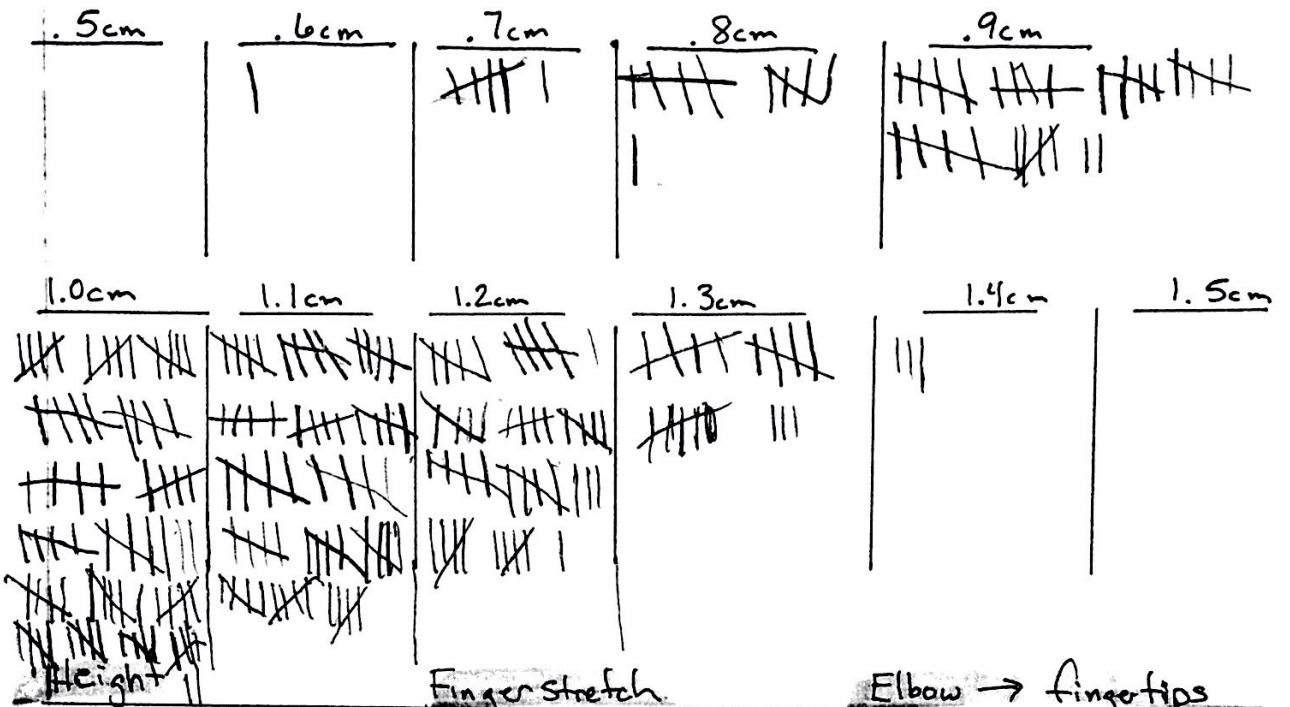 .5cm .6cm .7cm .8cm .9cm
1.0cm 1.1cm 1.2cm 1.3cm 1.4cm 1.5cm
Height Finger stretch Elbow → fingertips